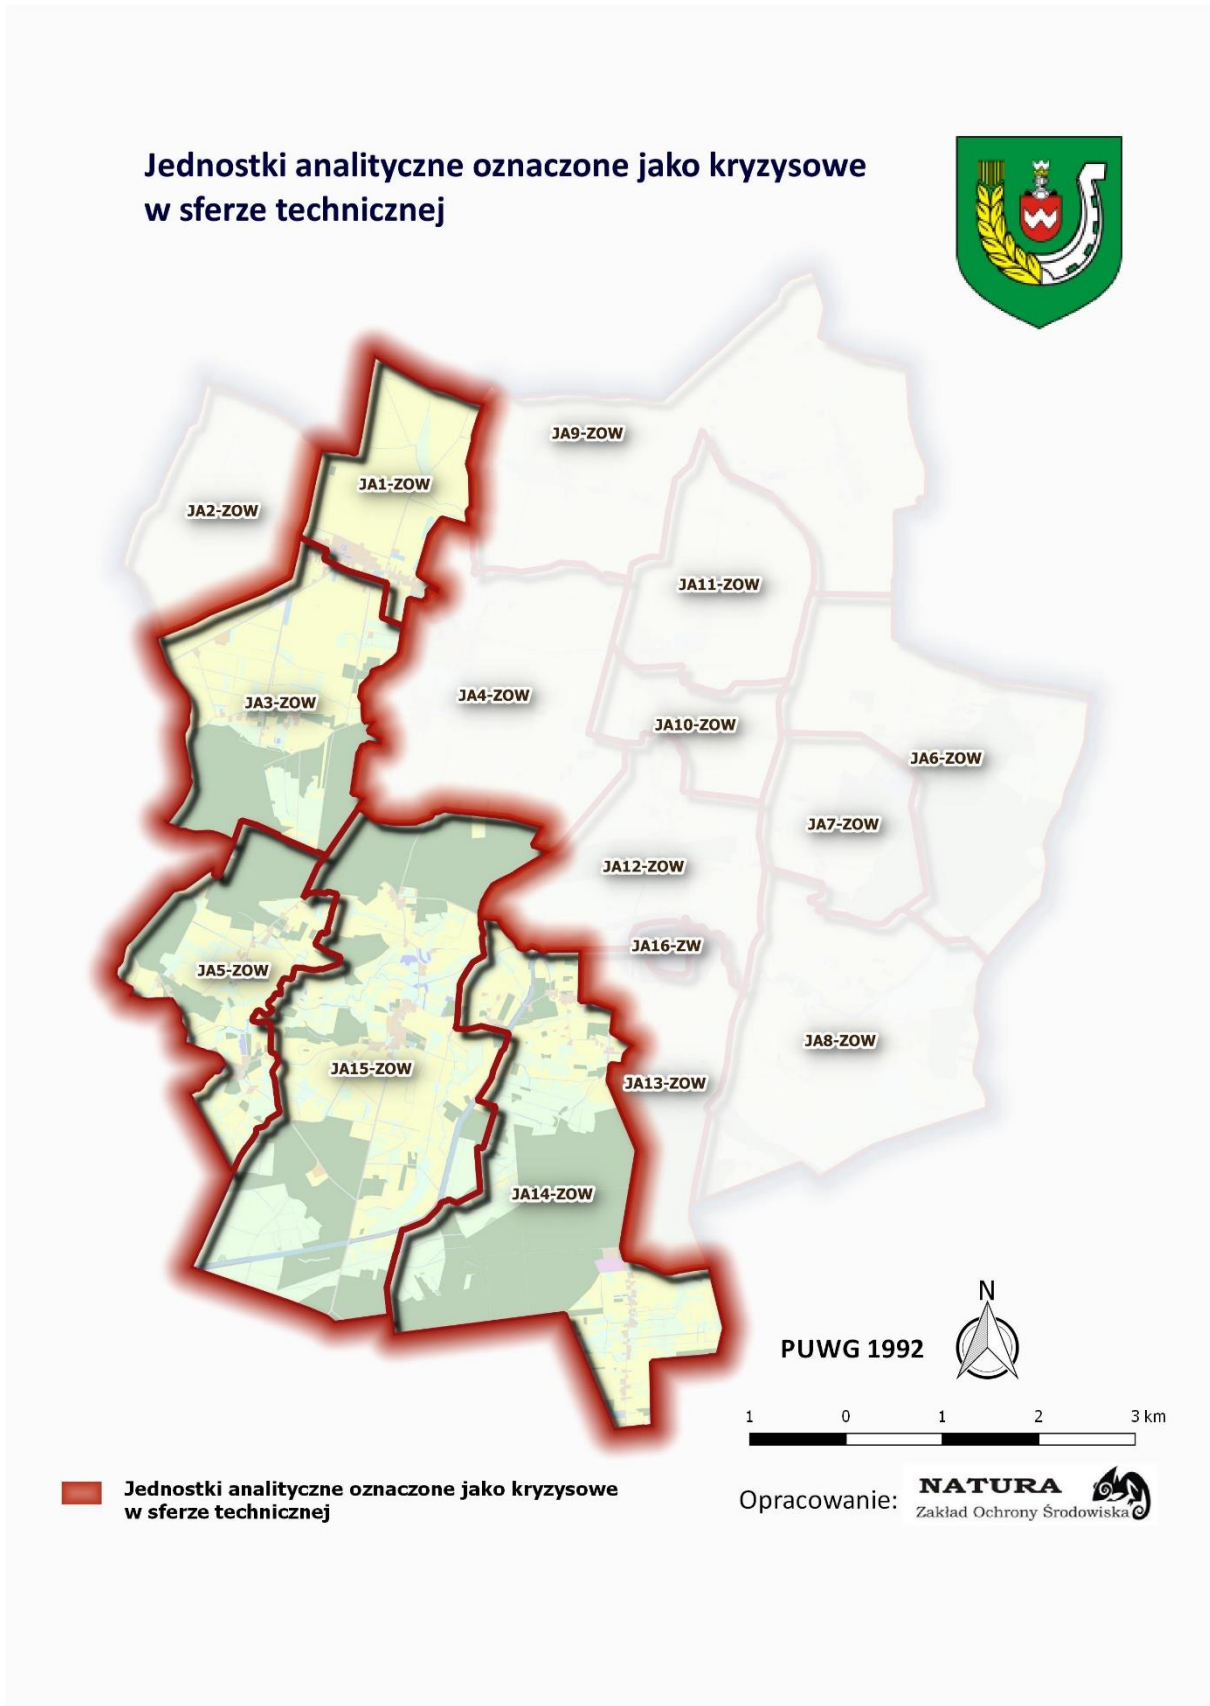 Jednostki analityczne oznaczone jako kryzysowe
w sferze technicznej
JA9-ZOW
JA1-ZOW
JA2-ZOW
JA11-ZOW
JA4-ZOW
JA3-ZOW
JA10-ZOW
JA6-ZOW
JA7-ZOW
JA12-ZOW
JA16-ZW
JA5-ZOW
JA8-ZOW
JA15-ZOW
JA13-ZOW
JA14-ZOW
N
PUWG 1992
1 0 1 2 3 km
Jednostki analityczne oznaczone jako kryzysowe
w sferze technicznej
Opracowanie:
NATURA
Zakład Ochrony Środowiska